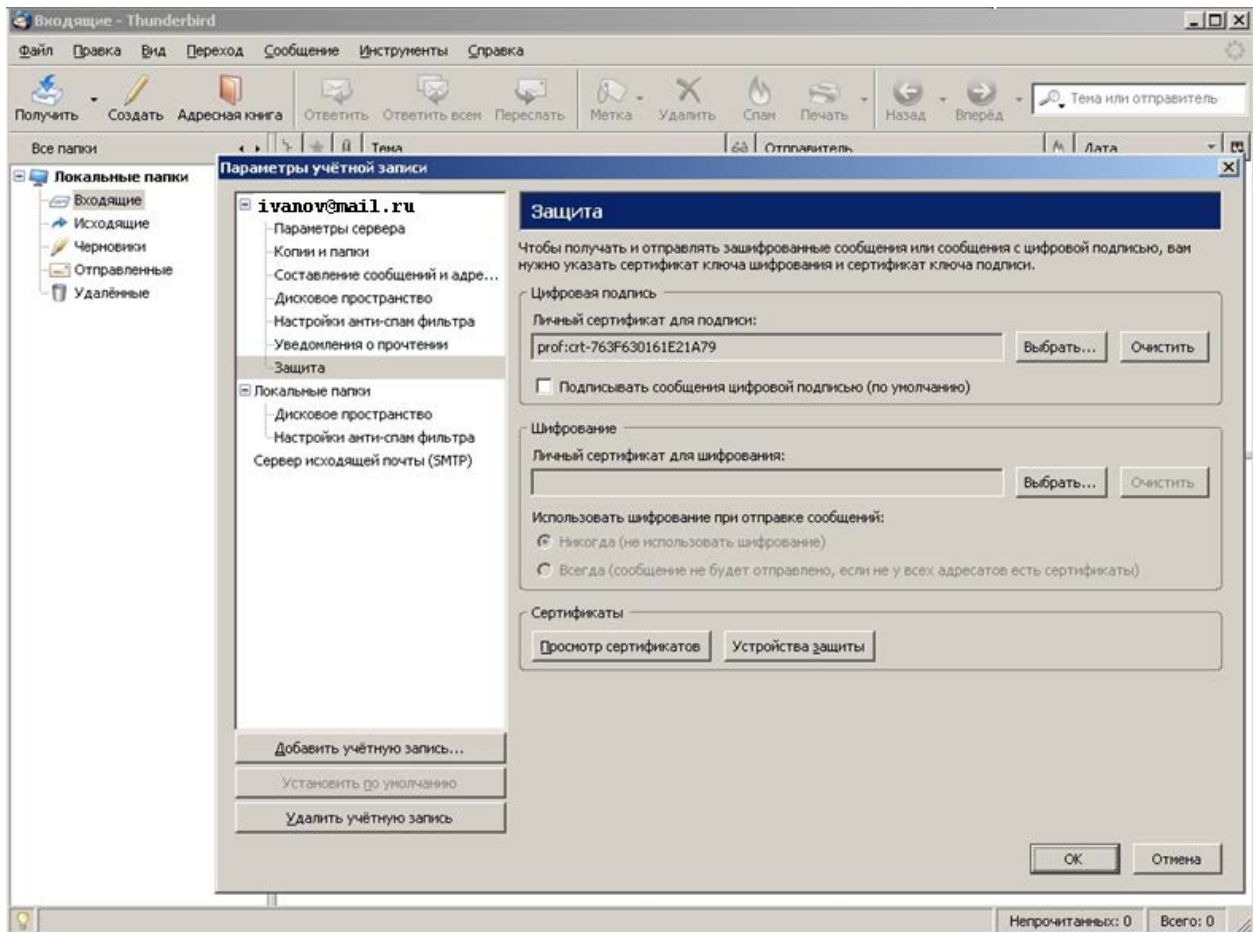 Входящие - Thunderbird
Файл Правка Вид Переход Сообщение Инструменты Справка
Получить Создать Адресная книга Ответить Ответить всем Переслать Метка Удалить Спам Печать Назад Вперёд Тема или отправитель
Все папки Тема Отправитель Дата
Локальные папки
Входящие
Исходящие
Черновики
Отправленные
Удалённые
Параметры учётной записи
ivanov@mail.ru
Параметры сервера
Копии и папки
Составление сообщений и адре...
Дисковое пространство
Настройки анти-спам фильтра
Уведомления о прочтении
Защита
Локальные папки
Дисковое пространство
Настройки анти-спам фильтра
Сервер исходящей почты (SMTP)
Добавить учётную запись...
Установить по умолчанию
Удалить учётную запись
Защита
Чтобы получать и отправлять зашифрованные сообщения или сообщения с цифровой подписью, вам
нужно указать сертификат ключа шифрования и сертификат ключа подписи.
Цифровая подпись
Личный сертификат для подписи:
prof:crt-763F630161E21A79 Выбрать... Очистить
Подписывать сообщения цифровой подписью (по умолчанию)
Шифрование
Личный сертификат для шифрования:
Выбрать... Очистить
Использовать шифрование при отправке сообщений:
Никогда (не использовать шифрование)
Всегда (сообщение не будет отправлено, если не у всех адресатов есть сертификаты)
Сертификаты
Просмотр сертификатов Устройства защиты
ОК Отмена
Непрочитанных: 0 Всего: 0